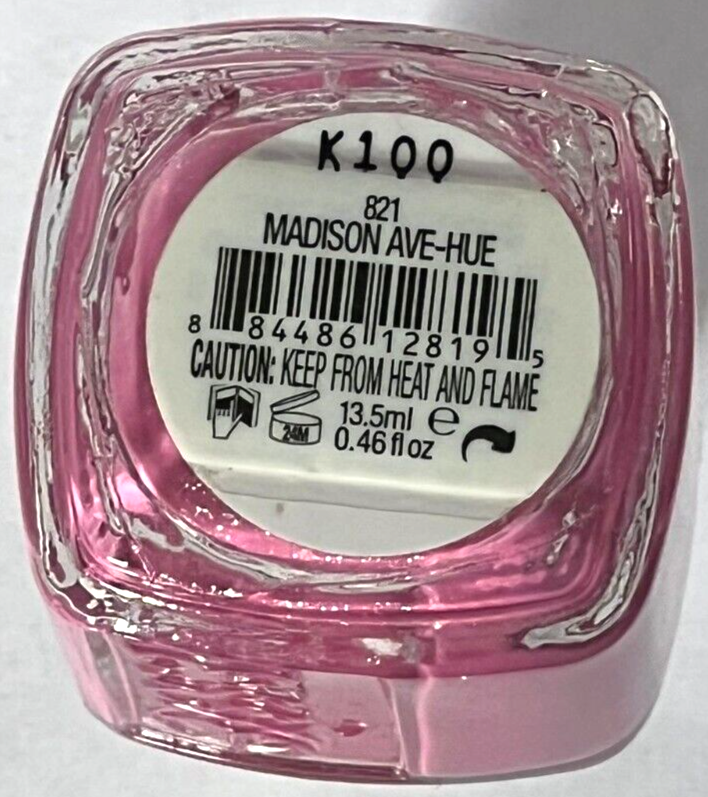 K100
821
MADISON AVE-HUE
8 84486 12819 5
CAUTION: KEEP FROM HEAT AND FLAME
24M
13.5ml e
0.46 fl oz